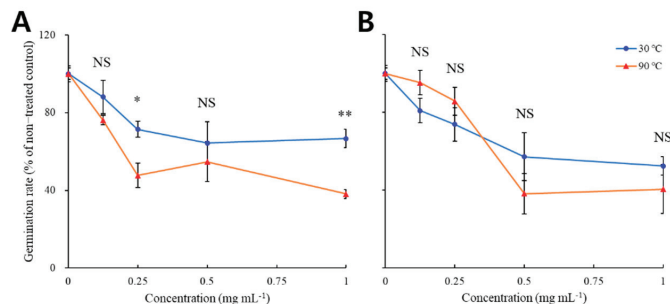 A
B
120
80
40
0
Germination rate (% of non-treated control)
NS
*
NS
**
0
0.25
0.5
0.75
1
Concentration (mg mL⁻¹)
NS
NS
NS
NS
30 ℃
90 ℃
0
0.25
0.5
0.75
1
Concentration (mg mL⁻¹)